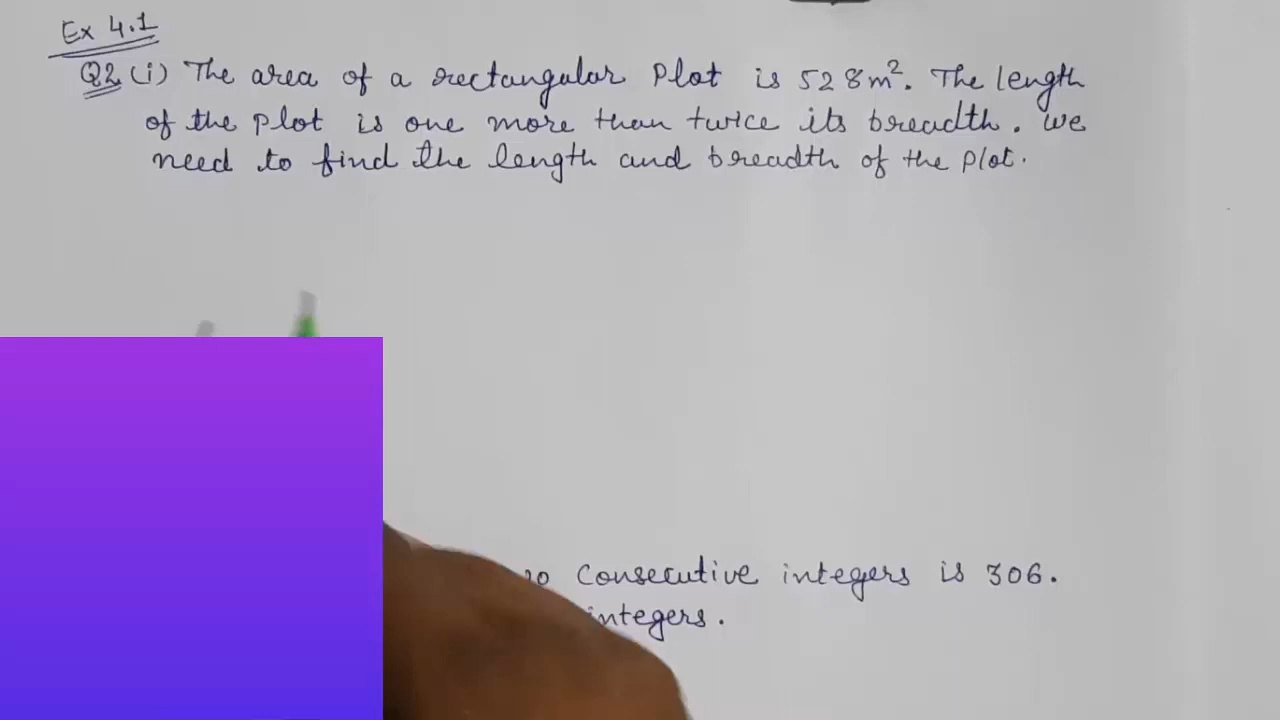 Ex 4.1
Q2 (i) The area of a rectangular Plot is 528m². The length
of the plot is one more than twice its breadth. We
need to find the length and breadth of the plot.
consecutive integers is 306.
integers.